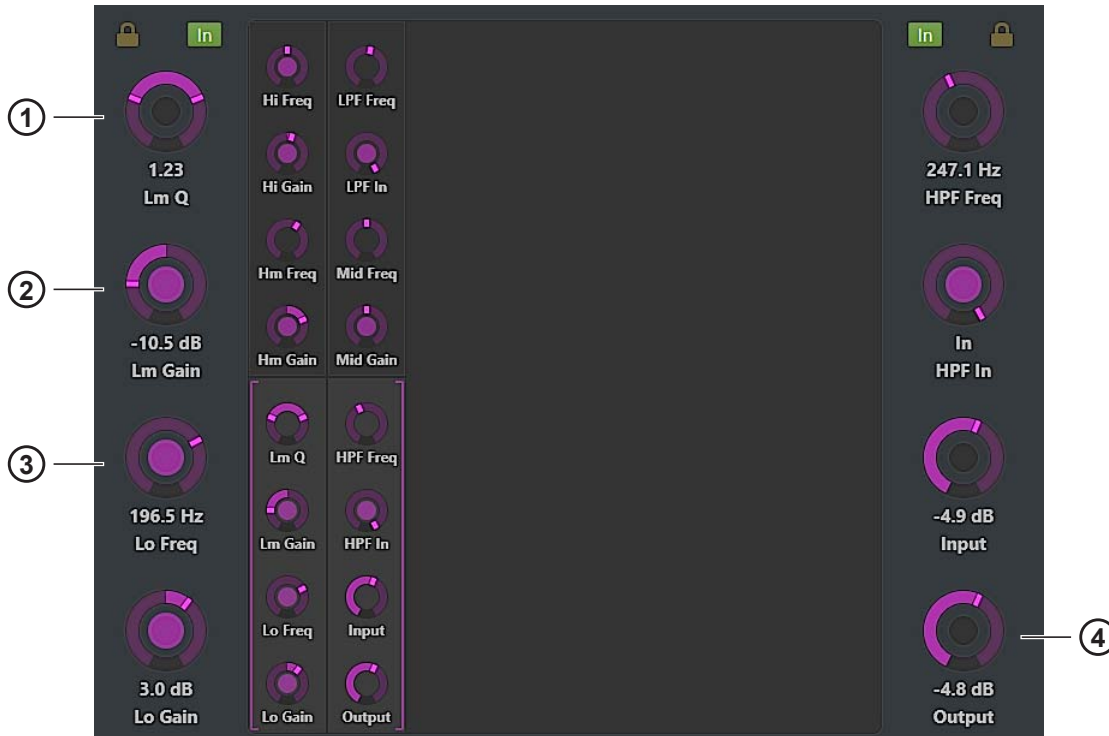 In
In
1
1.23
Lm Q
2
-10.5 dB
Lm Gain
3
196.5 Hz
Lo Freq
3.0 dB
Lo Gain
Hi Freq
LPF Freq
Hi Gain
LPF In
Hm Freq
Mid Freq
Hm Gain
Mid Gain
Lm Q
HPF Freq
Lm Gain
HPF In
Lo Freq
Input
Lo Gain
Output
247.1 Hz
HPF Freq
In
HPF In
-4.9 dB
Input
4
-4.8 dB
Output